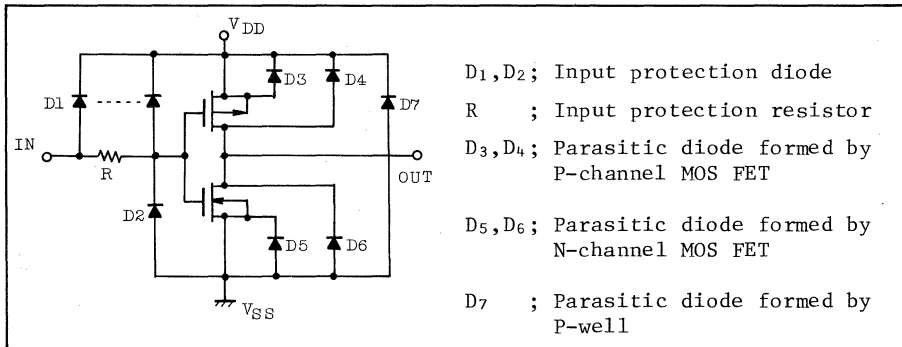 VDD
D3
D4
D1
D7
IN
R
OUT
D2
D5
D6
VSS
D1,D2; Input protection diode
R ; Input protection resistor
D3,D4; Parasitic diode formed by
P-channel MOS FET
D5,D6; Parasitic diode formed by
N-channel MOS FET
D7 ; Parasitic diode formed by
P-well